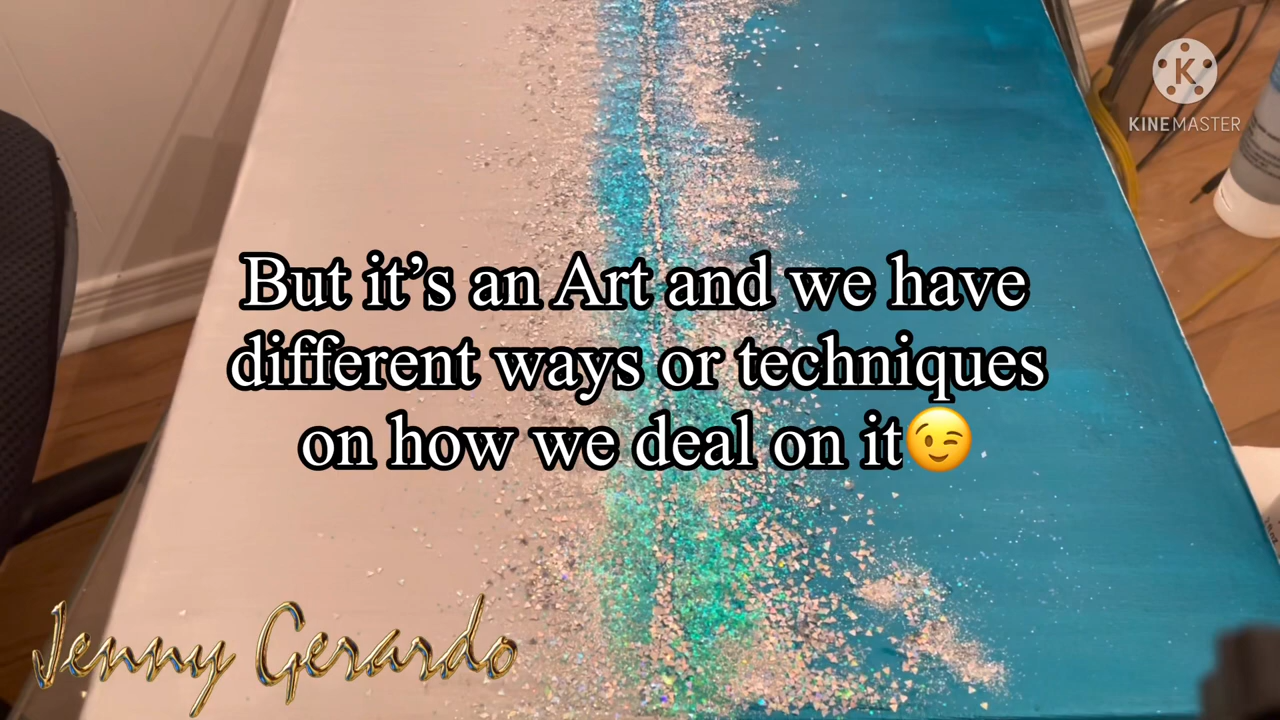 KINEMASTER
But it’s an Art and we have
different ways or techniques
on how we deal on it😉
Jenny Gerardo